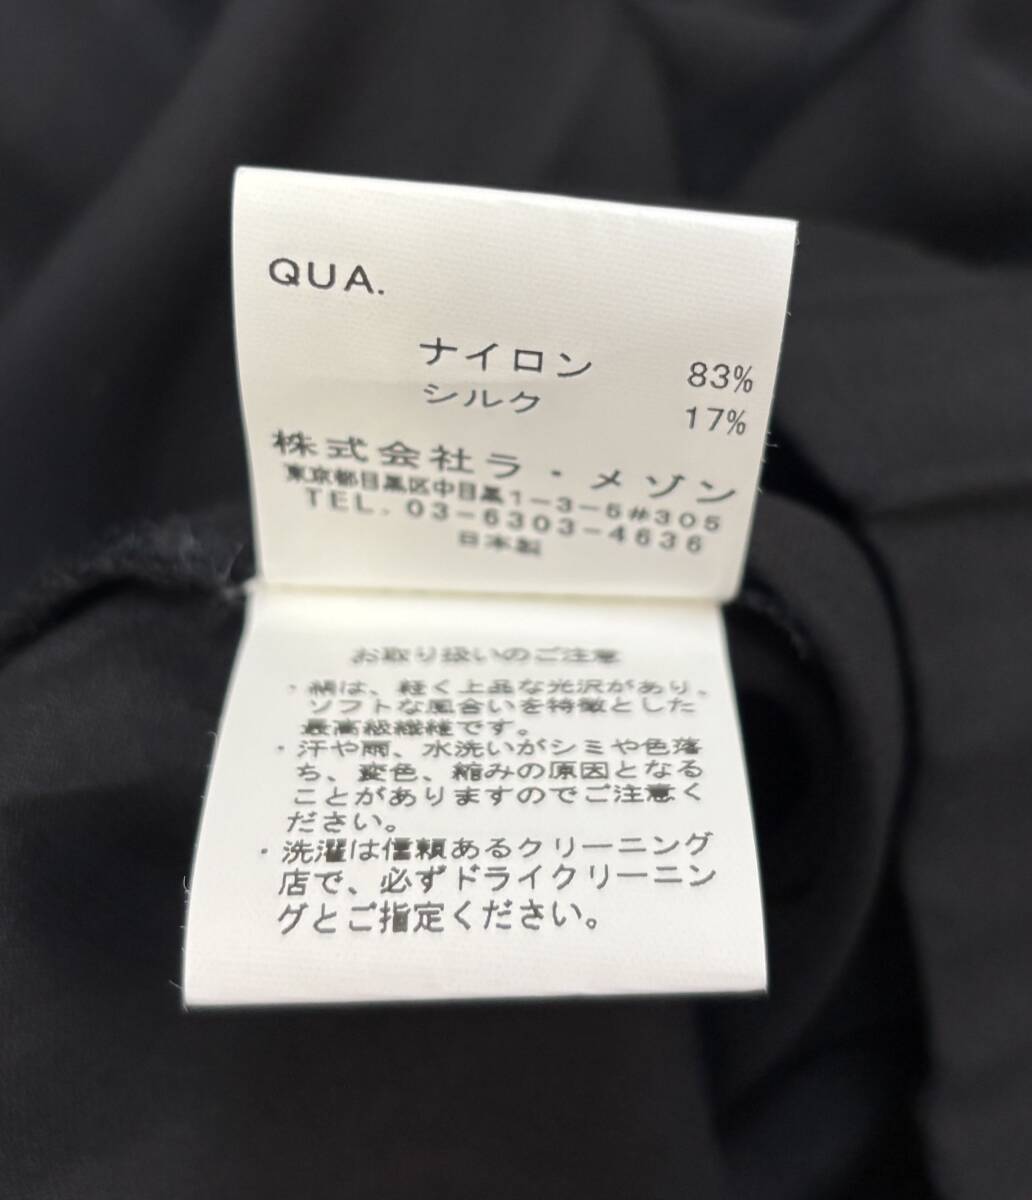 QUA.
ナイロン 83%
シルク 17%
株式会社ラ・メゾン
東京都目黒区中目黒1-3-5#305
TEL. 03-6303-4636
日本製
お取り扱いのご注意
・絹は、軽く上品な光沢があり、
ソフトな風合いを特徴とした
最高級繊維です。
・汗や雨、水洗いがシミや色落
ち、変色、縮みの原因となる
ことがありますのでご注意く
ださい。
・洗濯は信頼あるクリーニング
店で、必ずドライクリーニン
グとご指定ください。